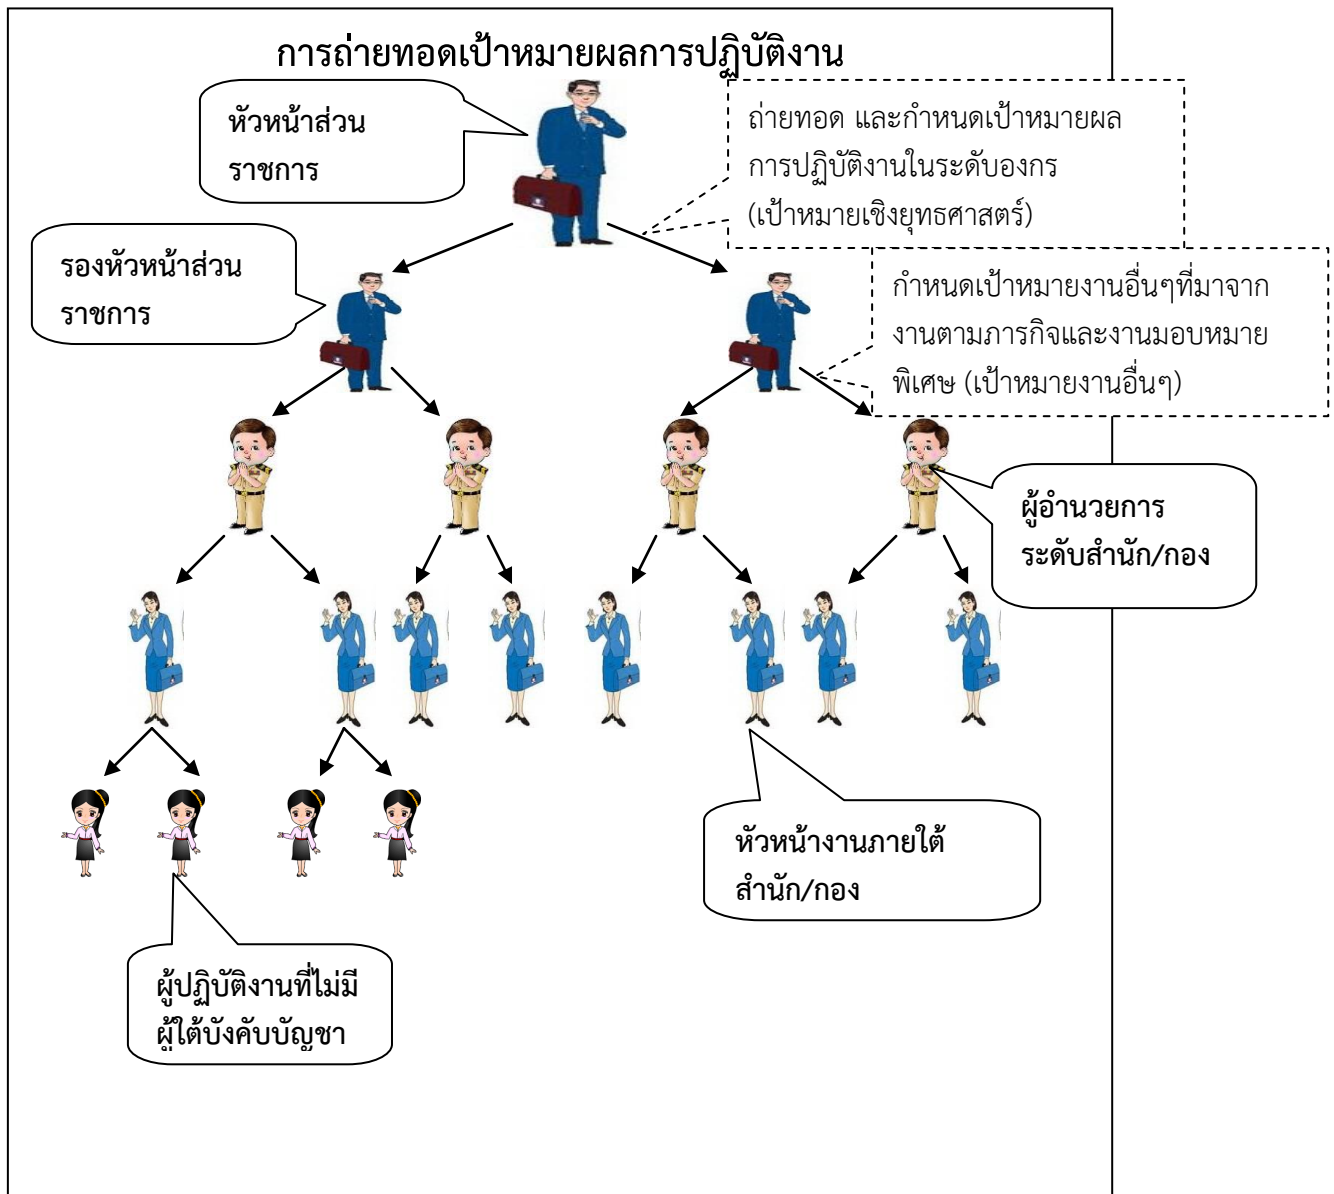 การถ่ายทอดเป้าหมายผลการปฏิบัติงาน
หัวหน้าส่วน
ราชการ
ถ่ายทอด และกำหนดเป้าหมายผล
การปฏิบัติงานในระดับองกร
(เป้าหมายเชิงยุทธศาสตร์)
รองหัวหน้าส่วน
ราชการ
กำหนดเป้าหมายงานอื่นๆที่มาจาก
งานตามภารกิจและงานมอบหมาย
พิเศษ (เป้าหมายงานอื่นๆ)
ผู้อำนวยการ
ระดับสำนัก/กอง
หัวหน้างานภายใต้
สำนัก/กอง
ผู้ปฏิบัติงานที่ไม่มี
ผู้ใต้บังคับบัญชา